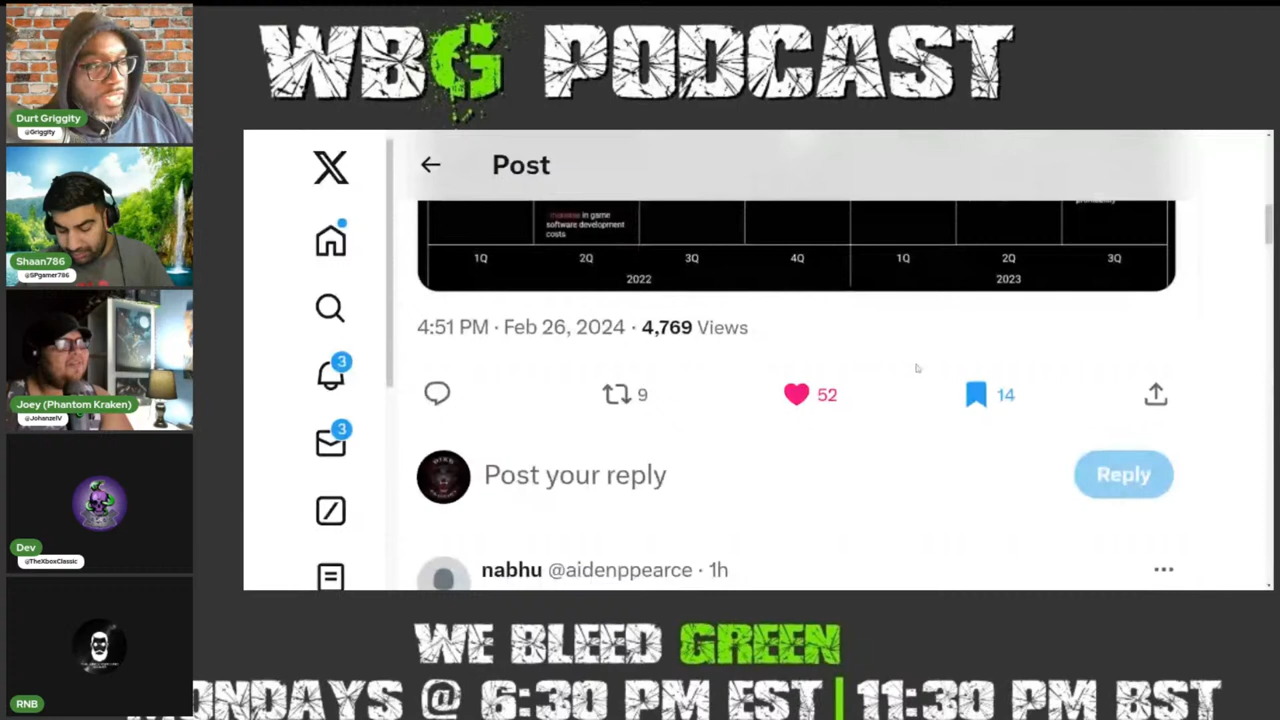 WBG PODCAST
Durt Griggity
@Griggity
Shaan786
@SPgamer786
Joey (Phantom Kraken)
@JohanzelV
Dev
@TheXboxClassic
RNB
Post
in game
software development
costs
1Q
2Q
3Q
4Q
1Q
2Q
3Q
2022
2023
4:51 PM · Feb 26, 2024 · 4,769 Views
9
52
14
3
3
Post your reply
Reply
nabhu @aidenppearce · 1h
WE BLEED GREEN
MONDAYS @ 6:30 PM EST | 11:30 PM BST